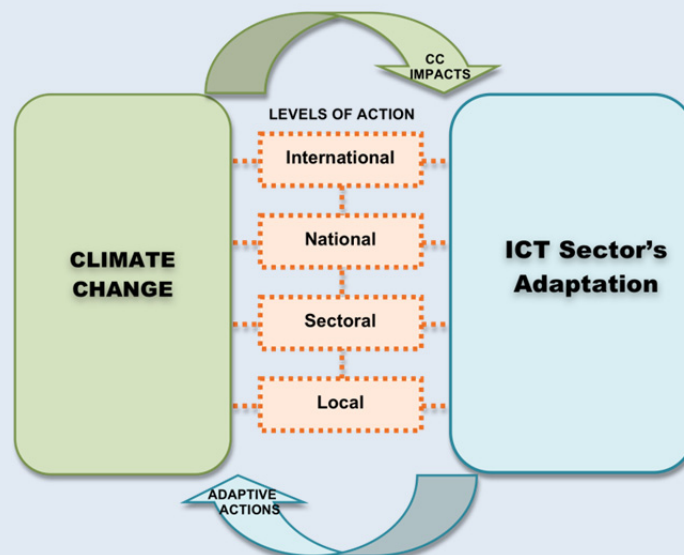 CC
IMPACTS
LEVELS OF ACTION
International
National
Sectoral
Local
CLIMATE
CHANGE
ICT Sector's
Adaptation
ADAPTIVE
ACTIONS